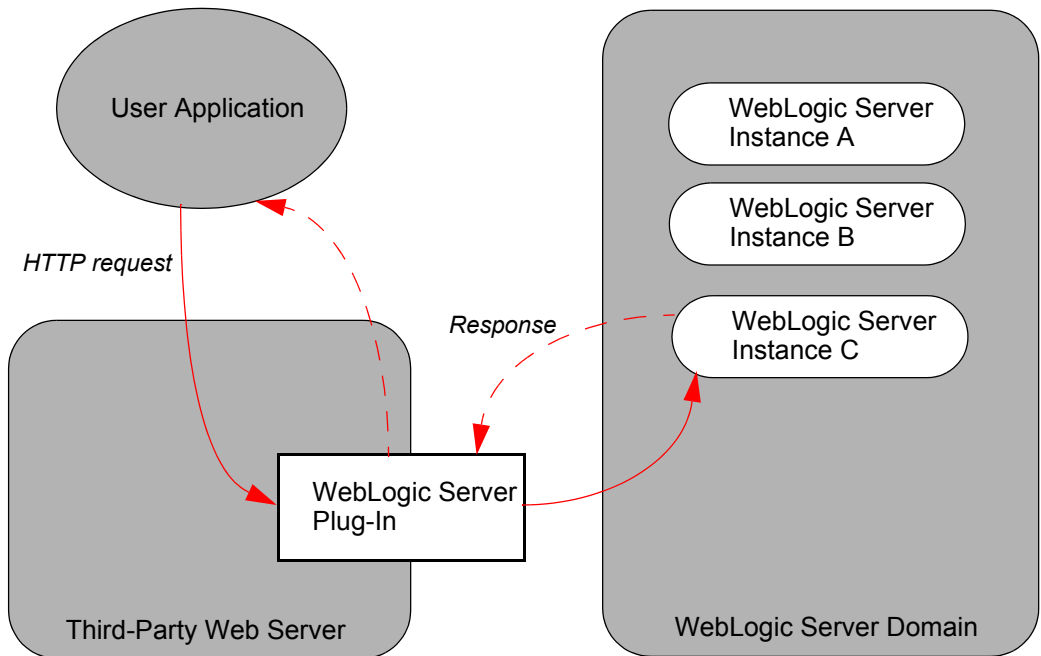 User Application
WebLogic Server
Instance A
WebLogic Server
Instance B
HTTP request
Response
WebLogic Server
Instance C
WebLogic Server
Plug-In
Third-Party Web Server
WebLogic Server Domain